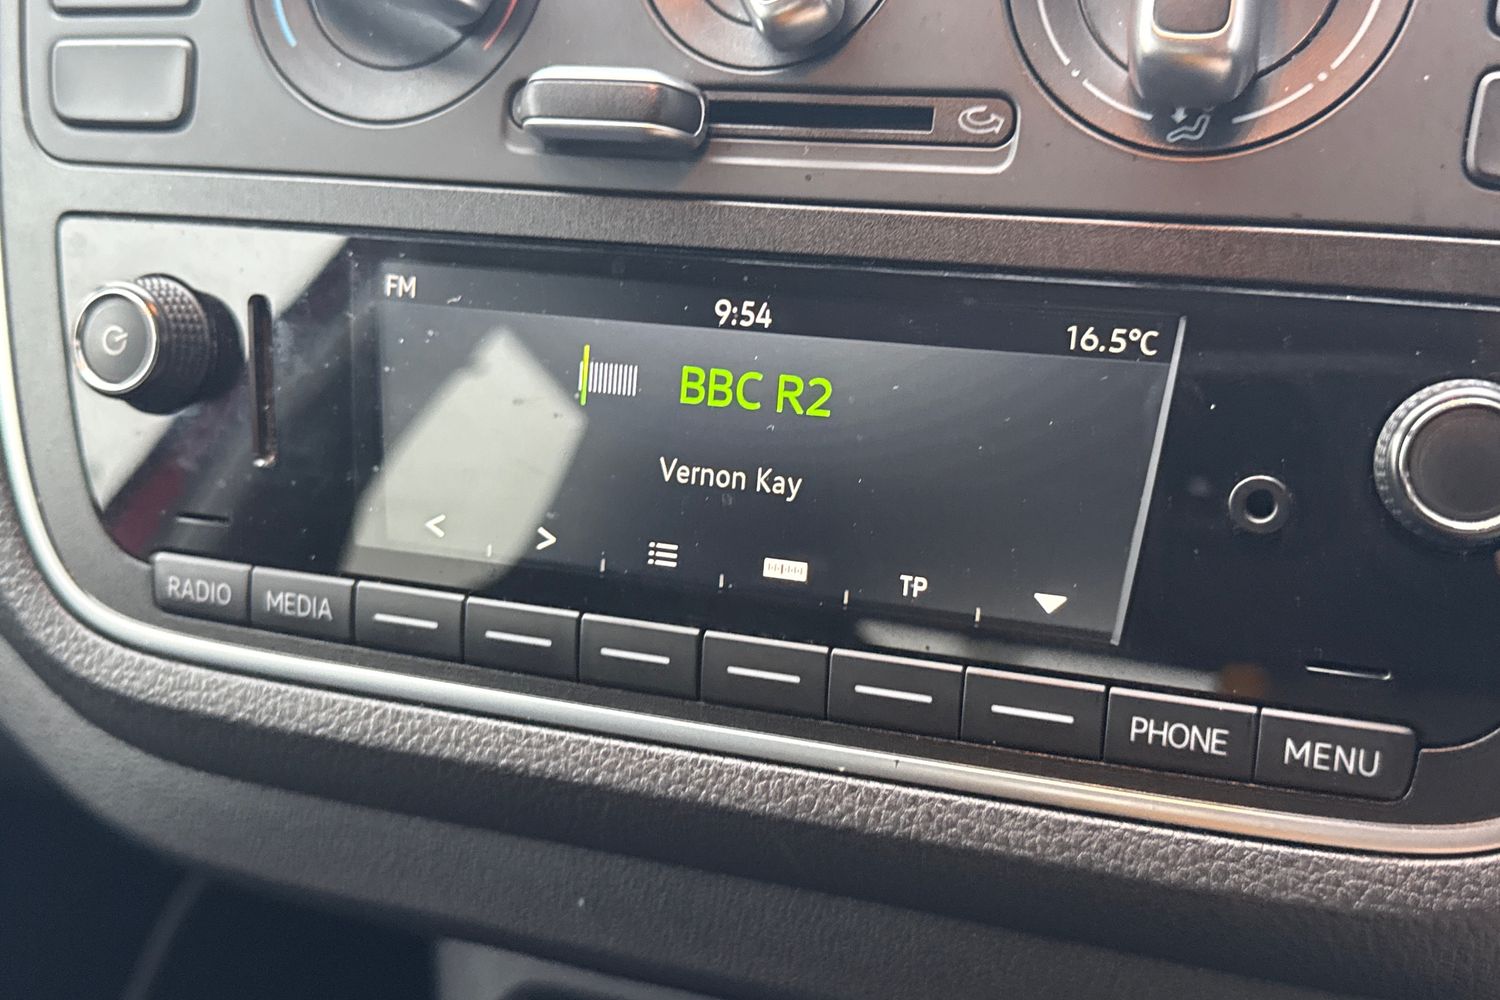 FM
9:54
16.5°C
BBC R2
Vernon Kay
< > TP
RADIO MEDIA PHONE MENU